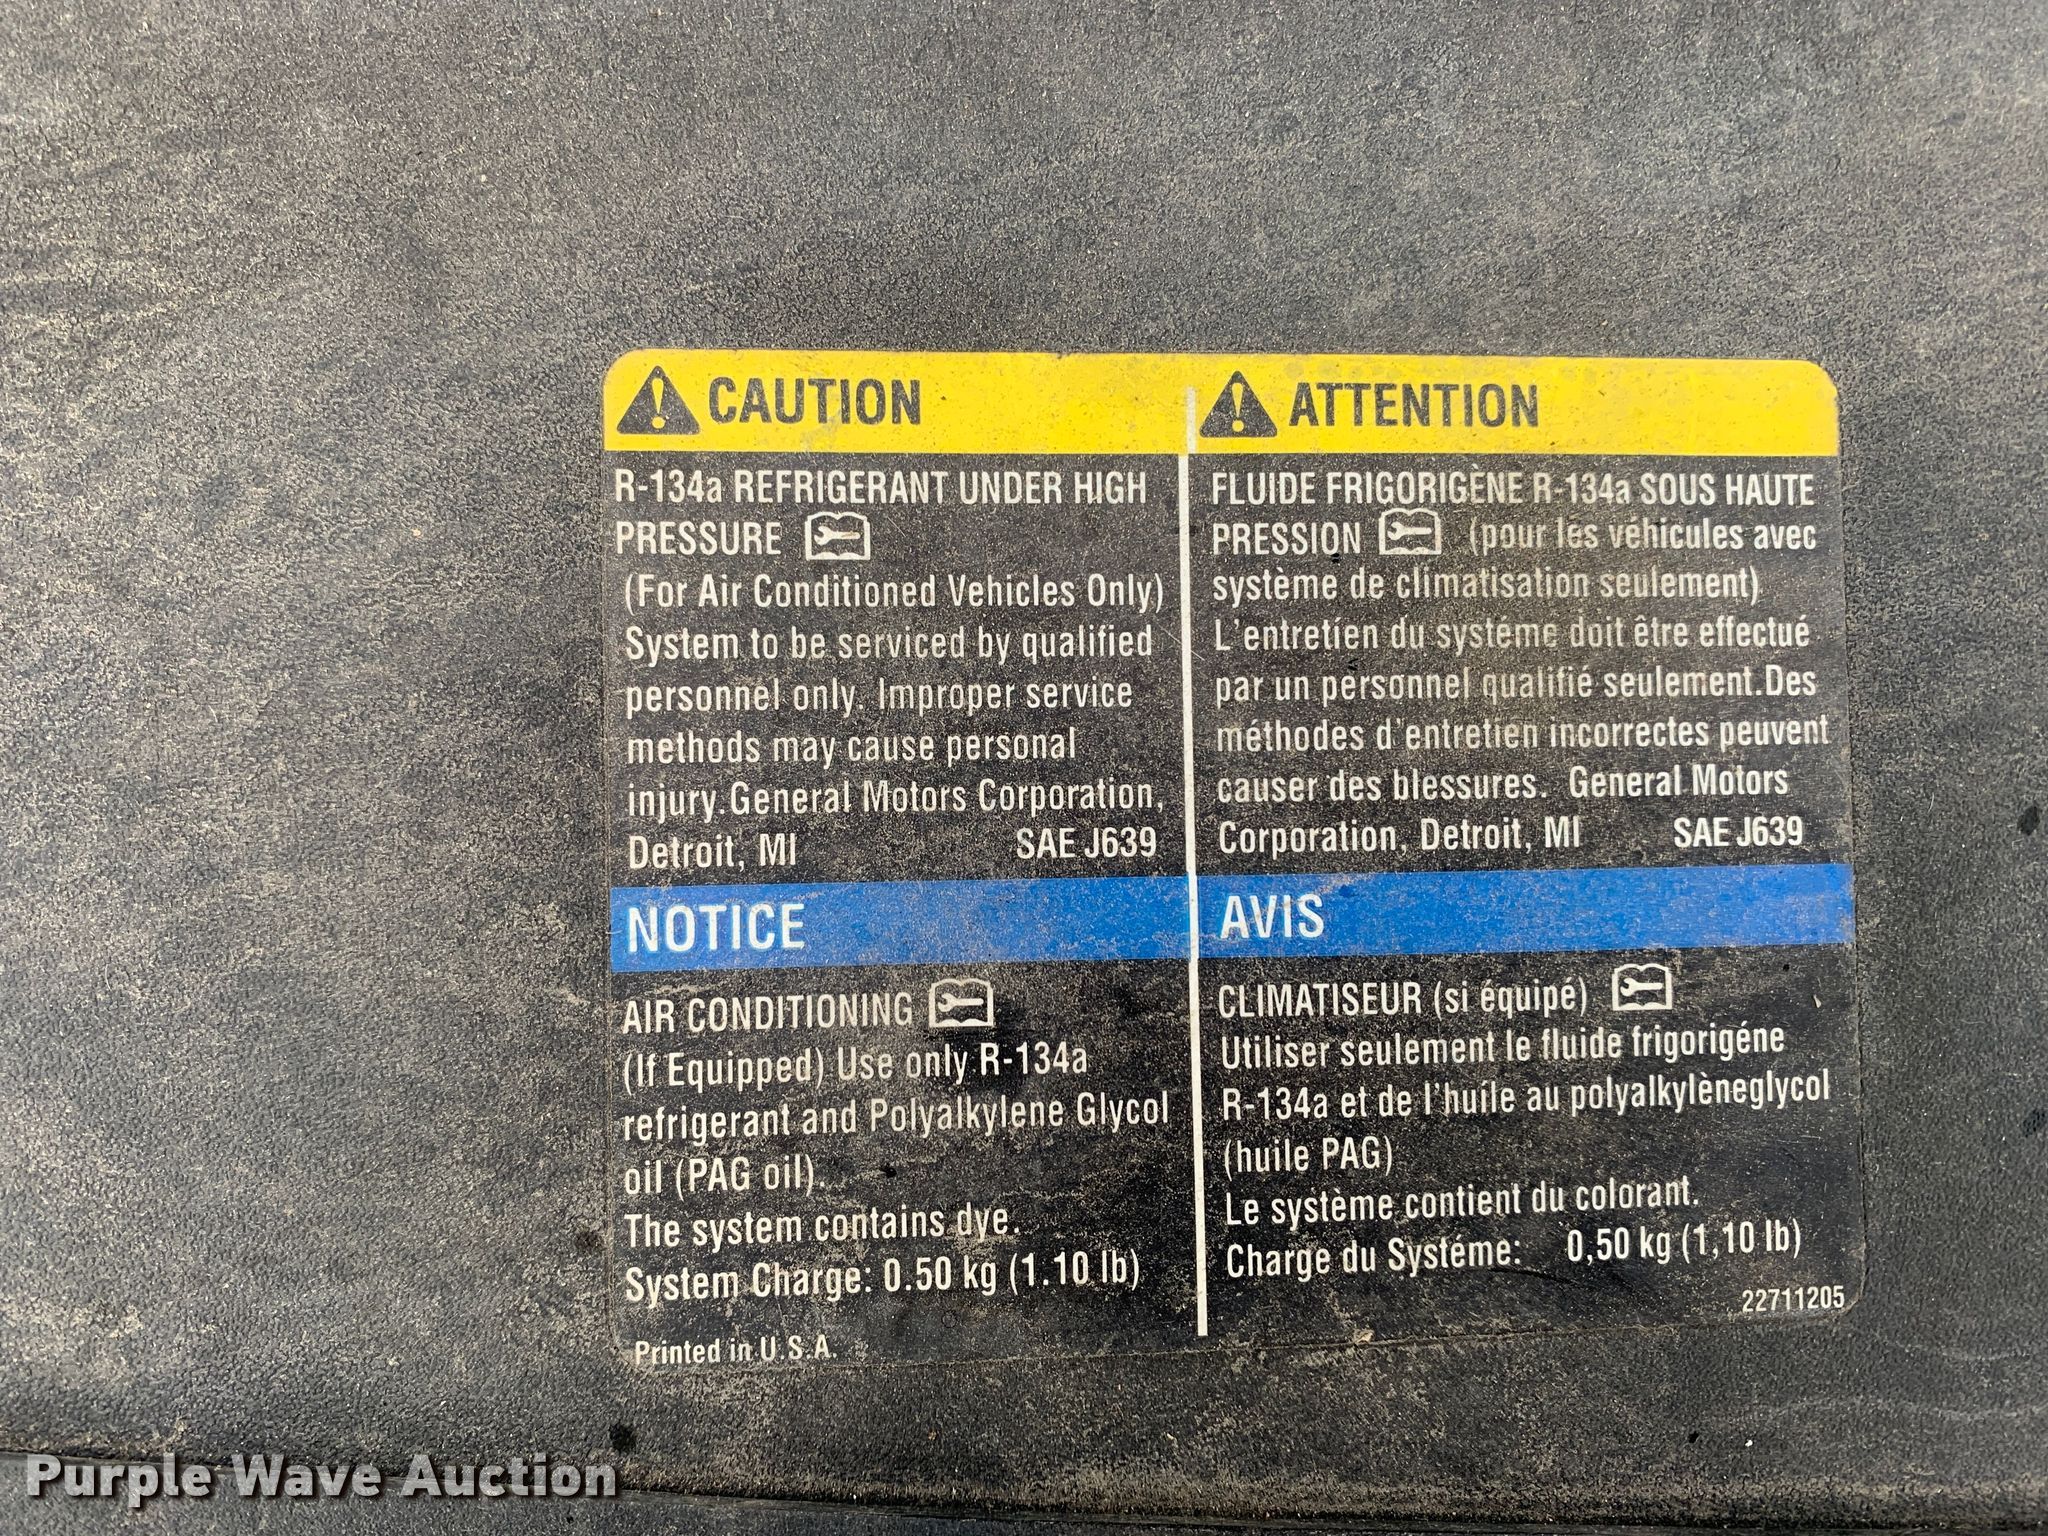 CAUTION
R-134a REFRIGERANT UNDER HIGH
PRESSURE
(For Air Conditioned Vehicles Only)
System to be serviced by qualified
personnel only. Improper service
methods may cause personal
injury.General Motors Corporation,
Detroit, MI SAE J639
NOTICE
AIR CONDITIONING
(If Equipped) Use only R-134a
refrigerant and Polyalkylene Glycol
oil (PAG oil).
The system contains dye.
System Charge: 0.50 kg (1.10 lb)
Printed in U.S.A.
ATTENTION
FLUIDE FRIGORIGÈNE R-134a SOUS HAUTE
PRESSION (pour les véhicules avec
système de climatisation seulement)
L'entretien du systéme doit être effectué
par un personnel qualifié seulement.Des
méthodes d'entretien incorrectes peuvent
causer des blessures. General Motors
Corporation, Detroit, MI SAE J639
AVIS
CLIMATISEUR (si équipé)
Utiliser seulement le fluide frigorigéne
R-134a et de l'huile au polyalkylèneglycol
(huile PAG)
Le système contient du colorant.
Charge du Systéme: 0,50 kg (1,10 lb)
22711205
Purple Wave Auction